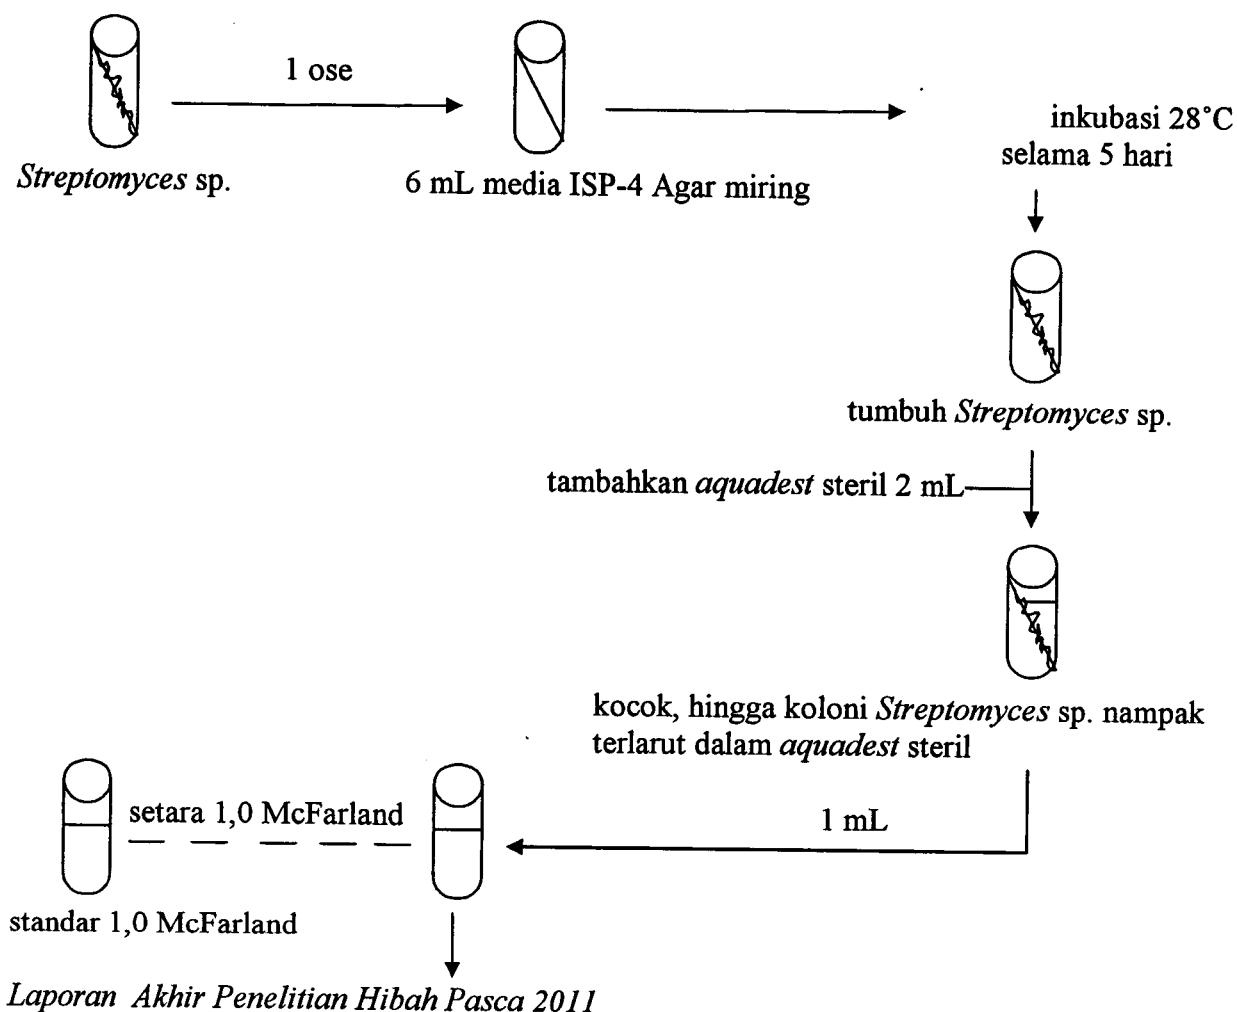 1 ose
Streptomyces sp.
6 mL media ISP-4 Agar miring
inkubasi 28°C
selama 5 hari
tumbuh Streptomyces sp.
tambahkan aquadest steril 2 mL
kocok, hingga koloni Streptomyces sp. nampak
terlarut dalam aquadest steril
1 mL
setara 1,0 McFarland
standar 1,0 McFarland
Laporan Akhir Penelitian Hibah Pasca 2011